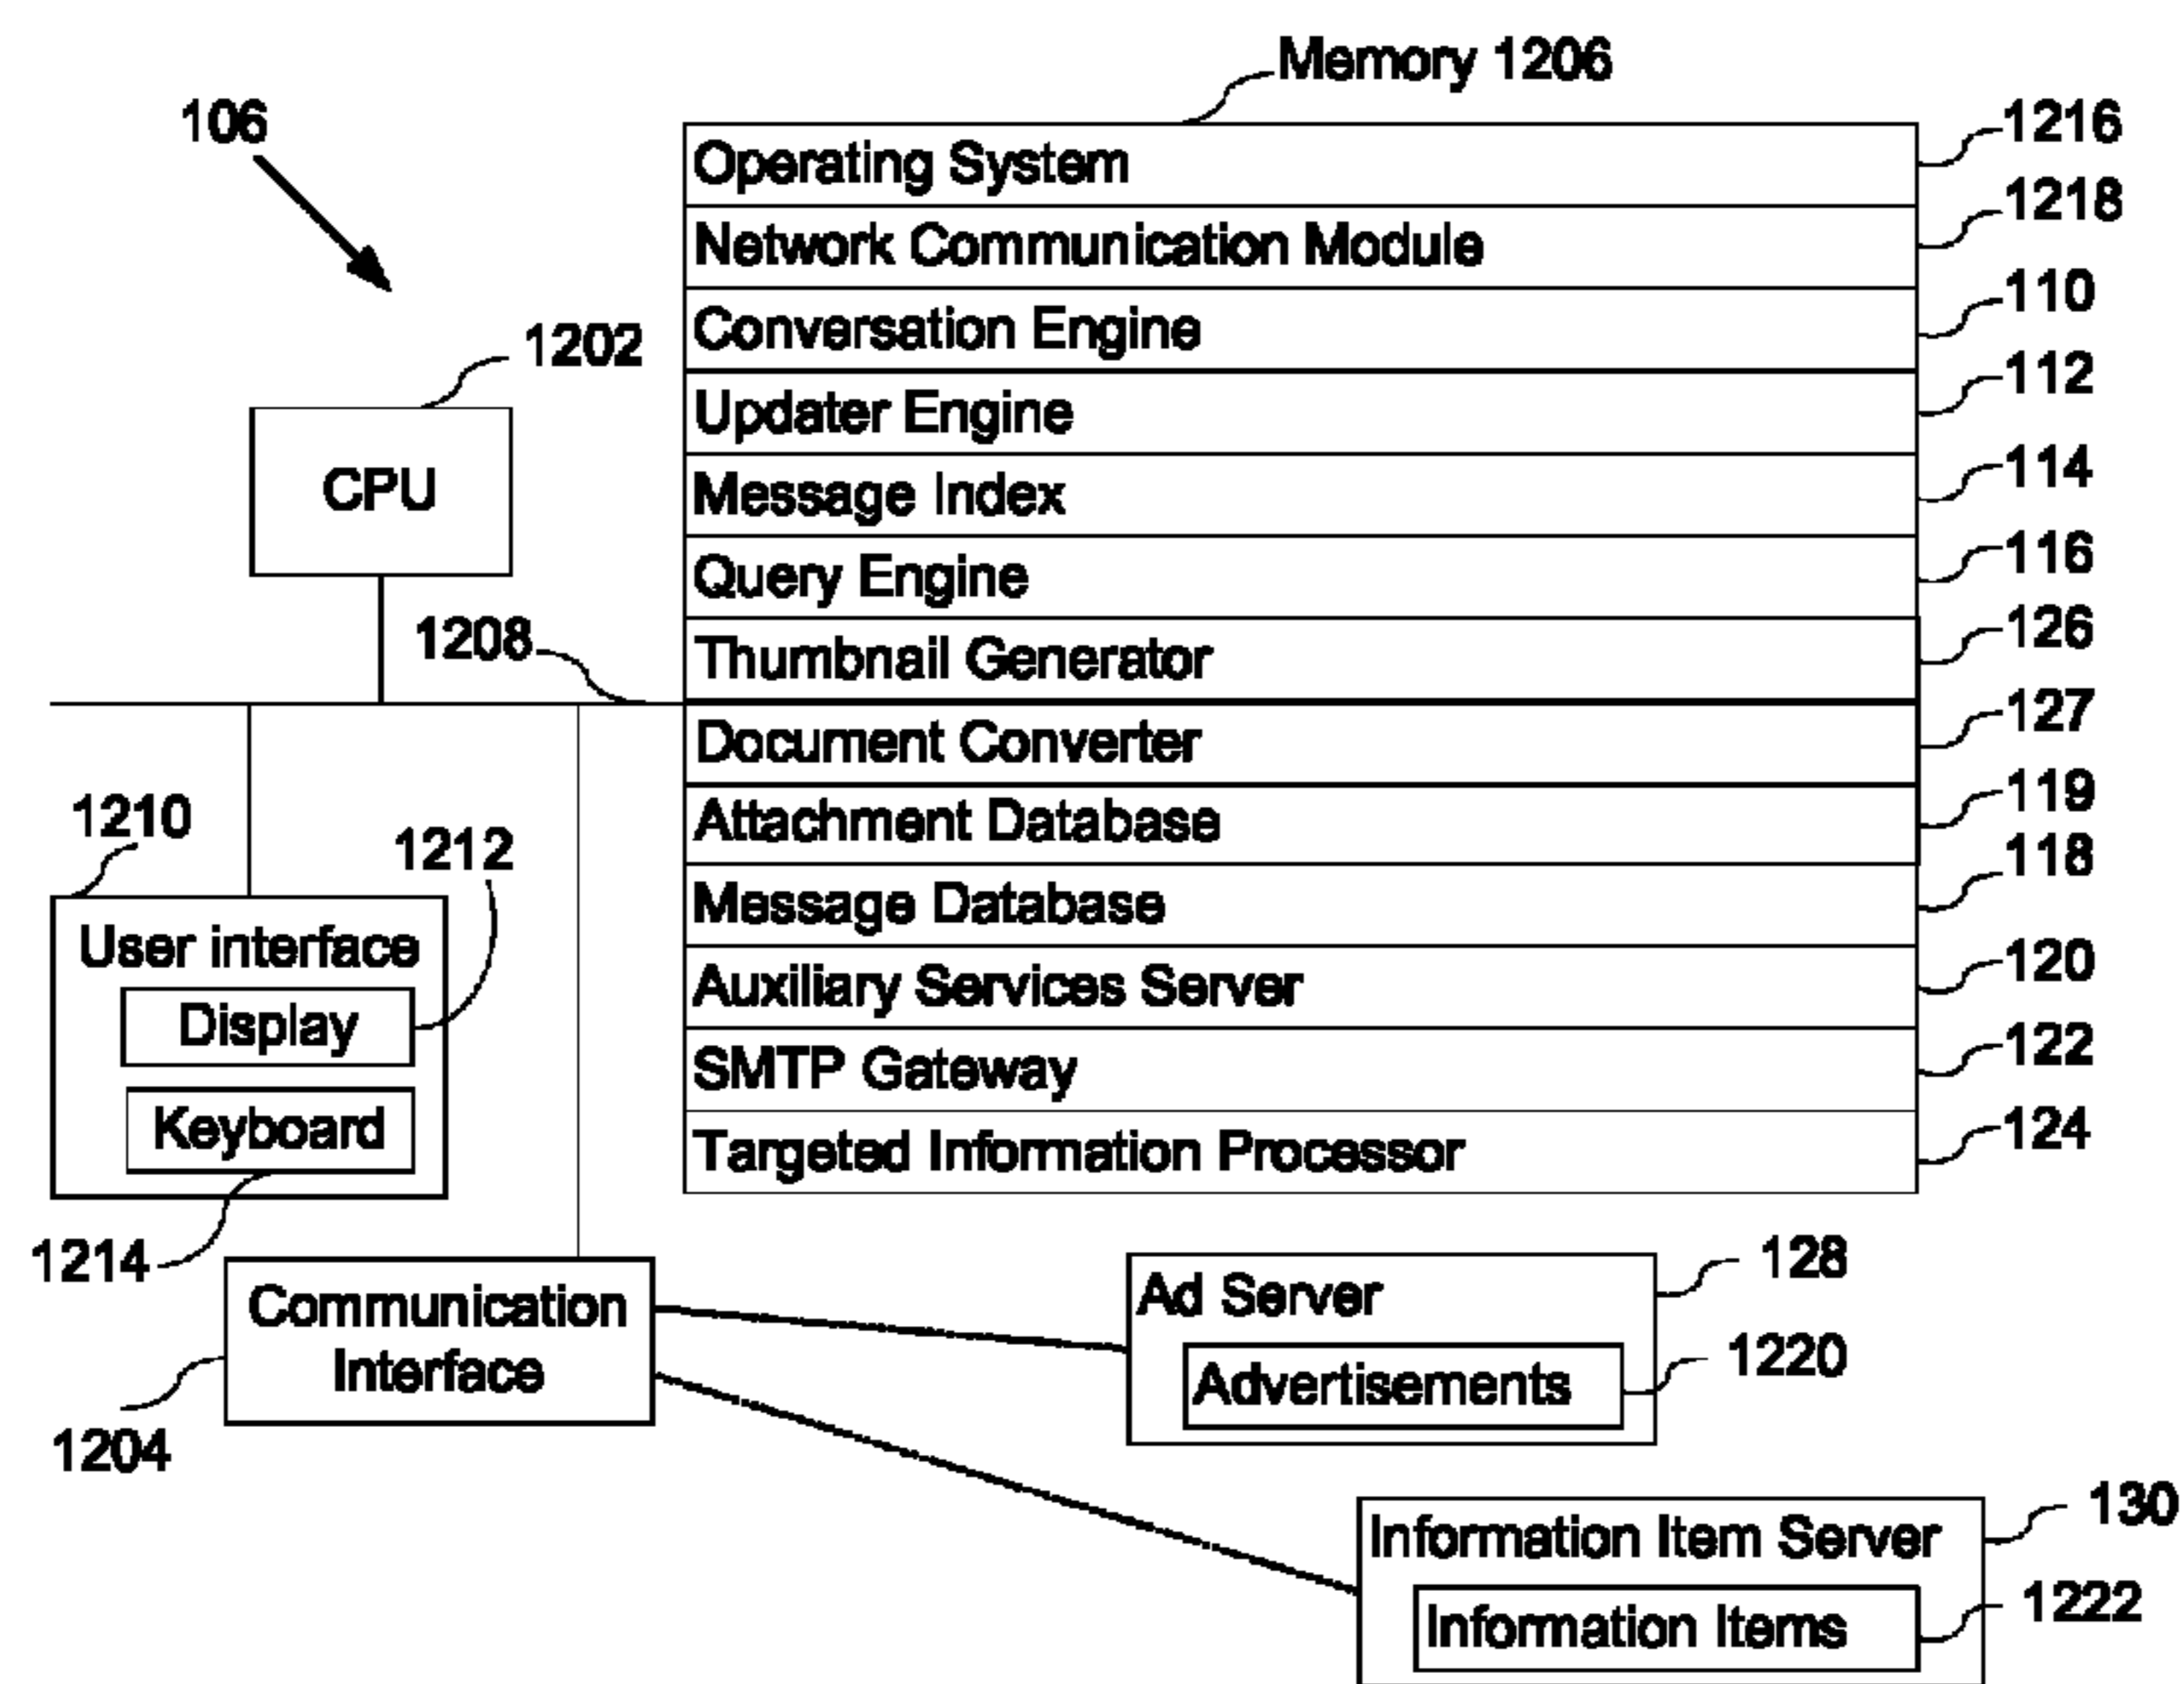 Memory 1206
106
Operating System 1216
Network Communication Module 1218
Conversation Engine 110
1202
Updater Engine 112
CPU
Message Index 114
Query Engine 116
1208
Thumbnail Generator 126
Document Converter 127
1210
Attachment Database 119
1212
Message Database 118
User interface
Auxiliary Services Server 120
Display
SMTP Gateway 122
Keyboard
Targeted Information Processor 124
1214
Communication
Interface
1204
Ad Server 128
Advertisements 1220
Information Item Server 130
Information Items 1222